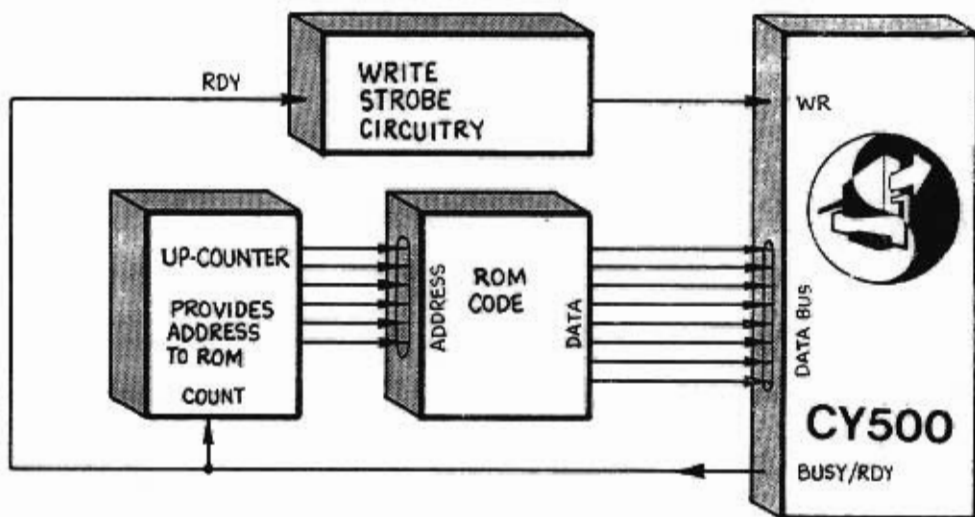 RDY
WRITE
STROBE
CIRCUITRY
WR
UP-COUNTER
PROVIDES
ADDRESS
TO ROM
COUNT
ADDRESS
ROM
CODE
DATA
DATA BUS
CY500
BUSY/RDY